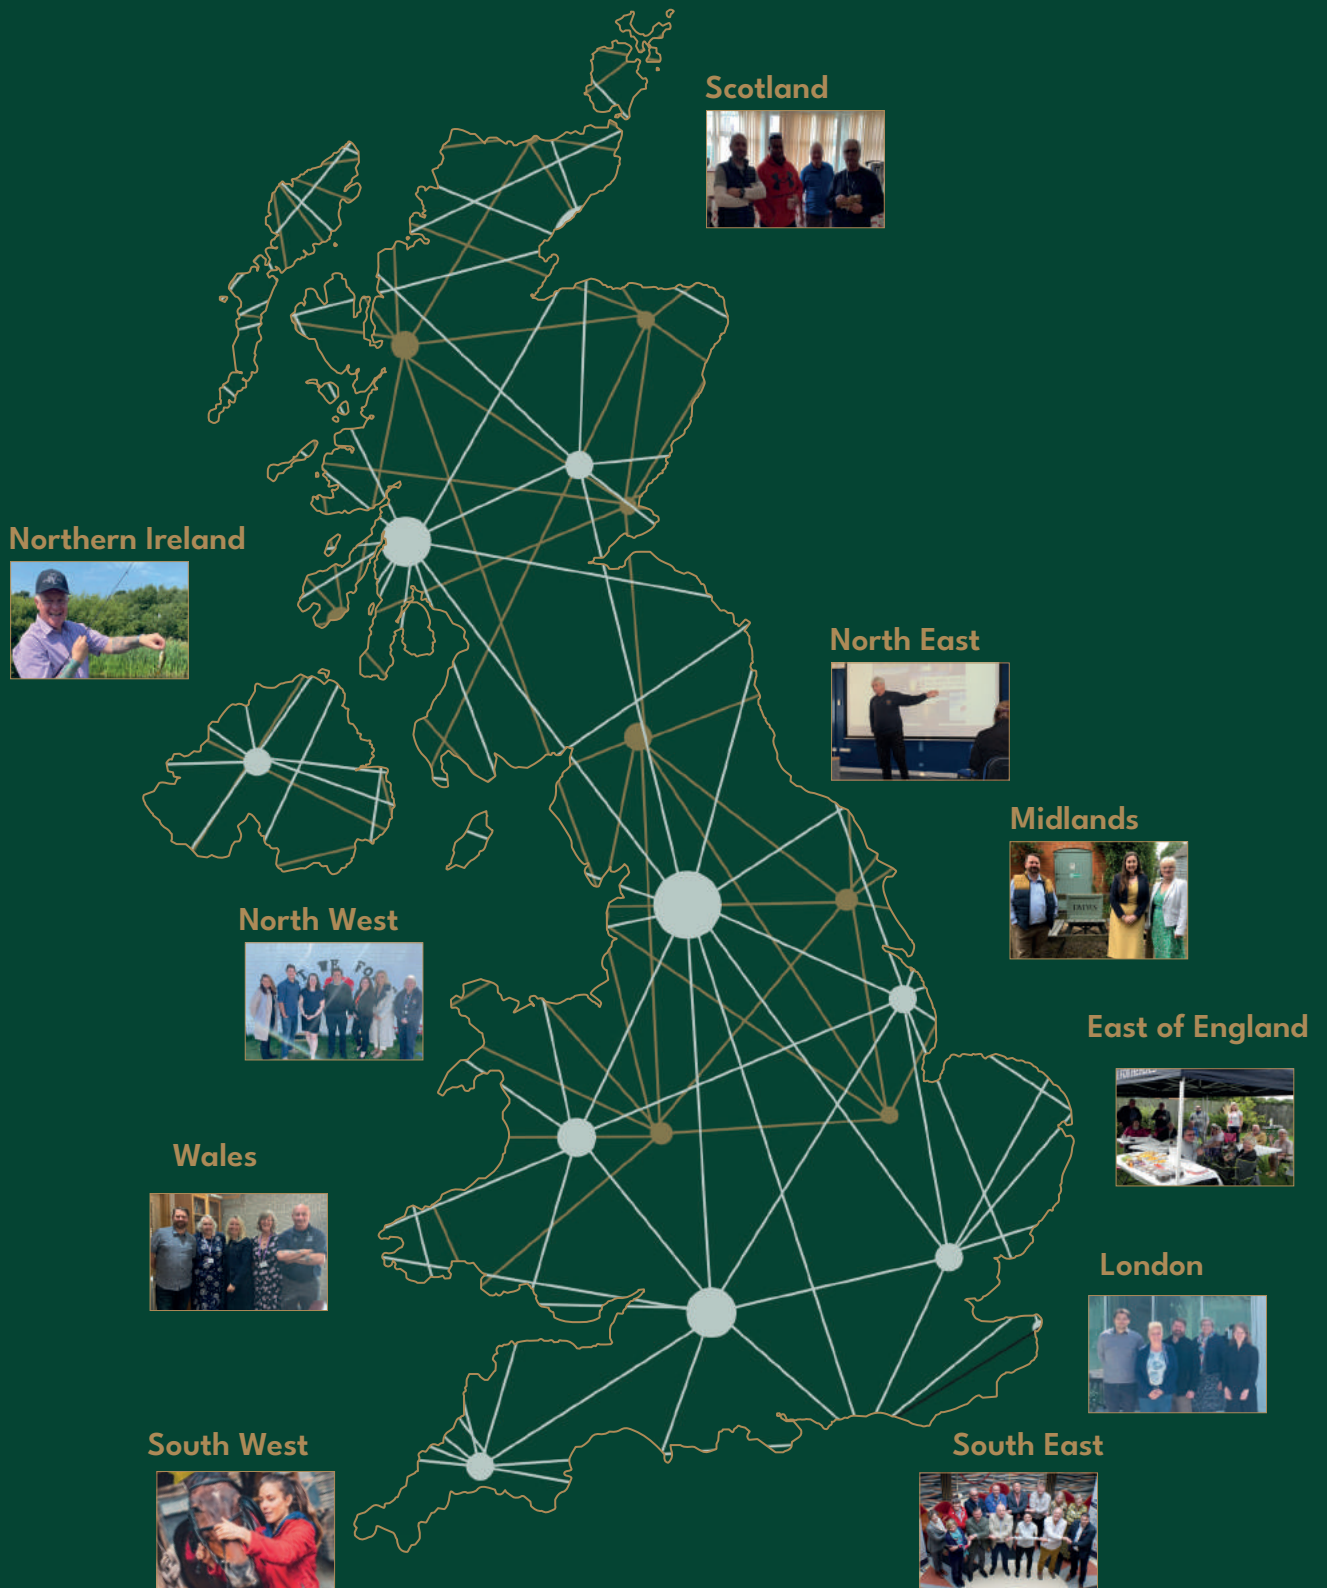 Scotland
Northern Ireland
North East
Midlands
North West
East of England
Wales
London
South West
South East